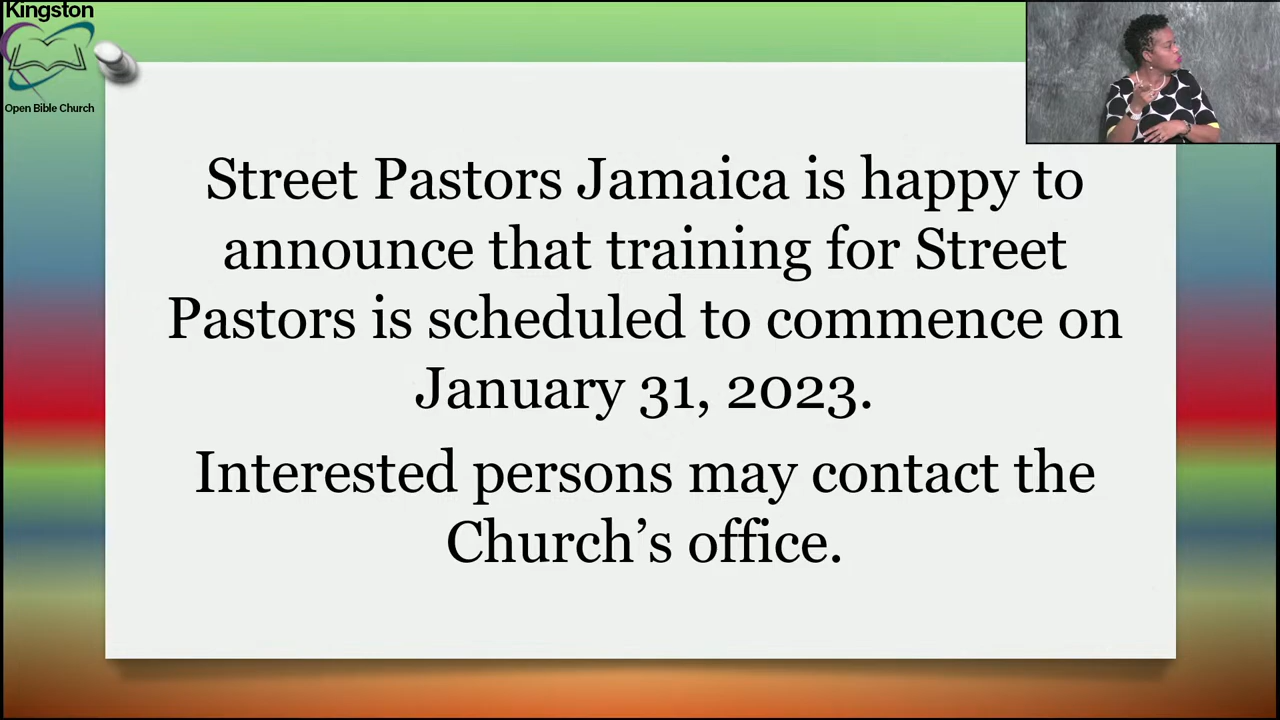 Kingston
Open Bible Church
Street Pastors Jamaica is happy to
announce that training for Street
Pastors is scheduled to commence on
January 31, 2023.
Interested persons may contact the
Church’s office.